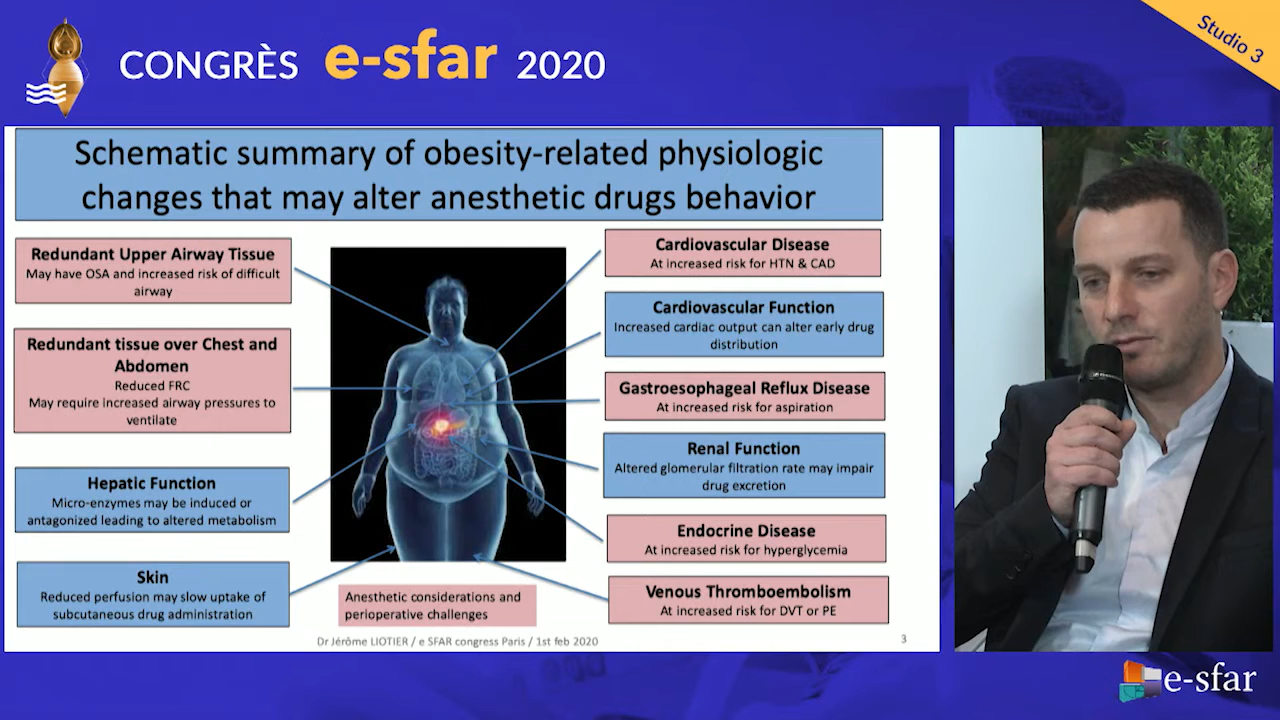 CONGRÈS e-sfar 2020
Studio 3
Schematic summary of obesity-related physiologic
changes that may alter anesthetic drugs behavior
Redundant Upper Airway Tissue
May have OSA and increased risk of difficult
airway
Redundant tissue over Chest and
Abdomen
Reduced FRC
May require increased airway pressures to
ventilate
Hepatic Function
Micro-enzymes may be induced or
antagonized leading to altered metabolism
Skin
Reduced perfusion may slow uptake of
subcutaneous drug administration
Cardiovascular Disease
At increased risk for HTN & CAD
Cardiovascular Function
Increased cardiac output can alter early drug
distribution
Gastroesophageal Reflux Disease
At increased risk for aspiration
Renal Function
Altered glomerular filtration rate may impair
drug excretion
Endocrine Disease
At increased risk for hyperglycemia
Venous Thromboembolism
At increased risk for DVT or PE
Anesthetic considerations and
perioperative challenges
Dr Jérôme LIOTIER / e SFAR congress Paris / 1st feb 2020
3
e-sfar